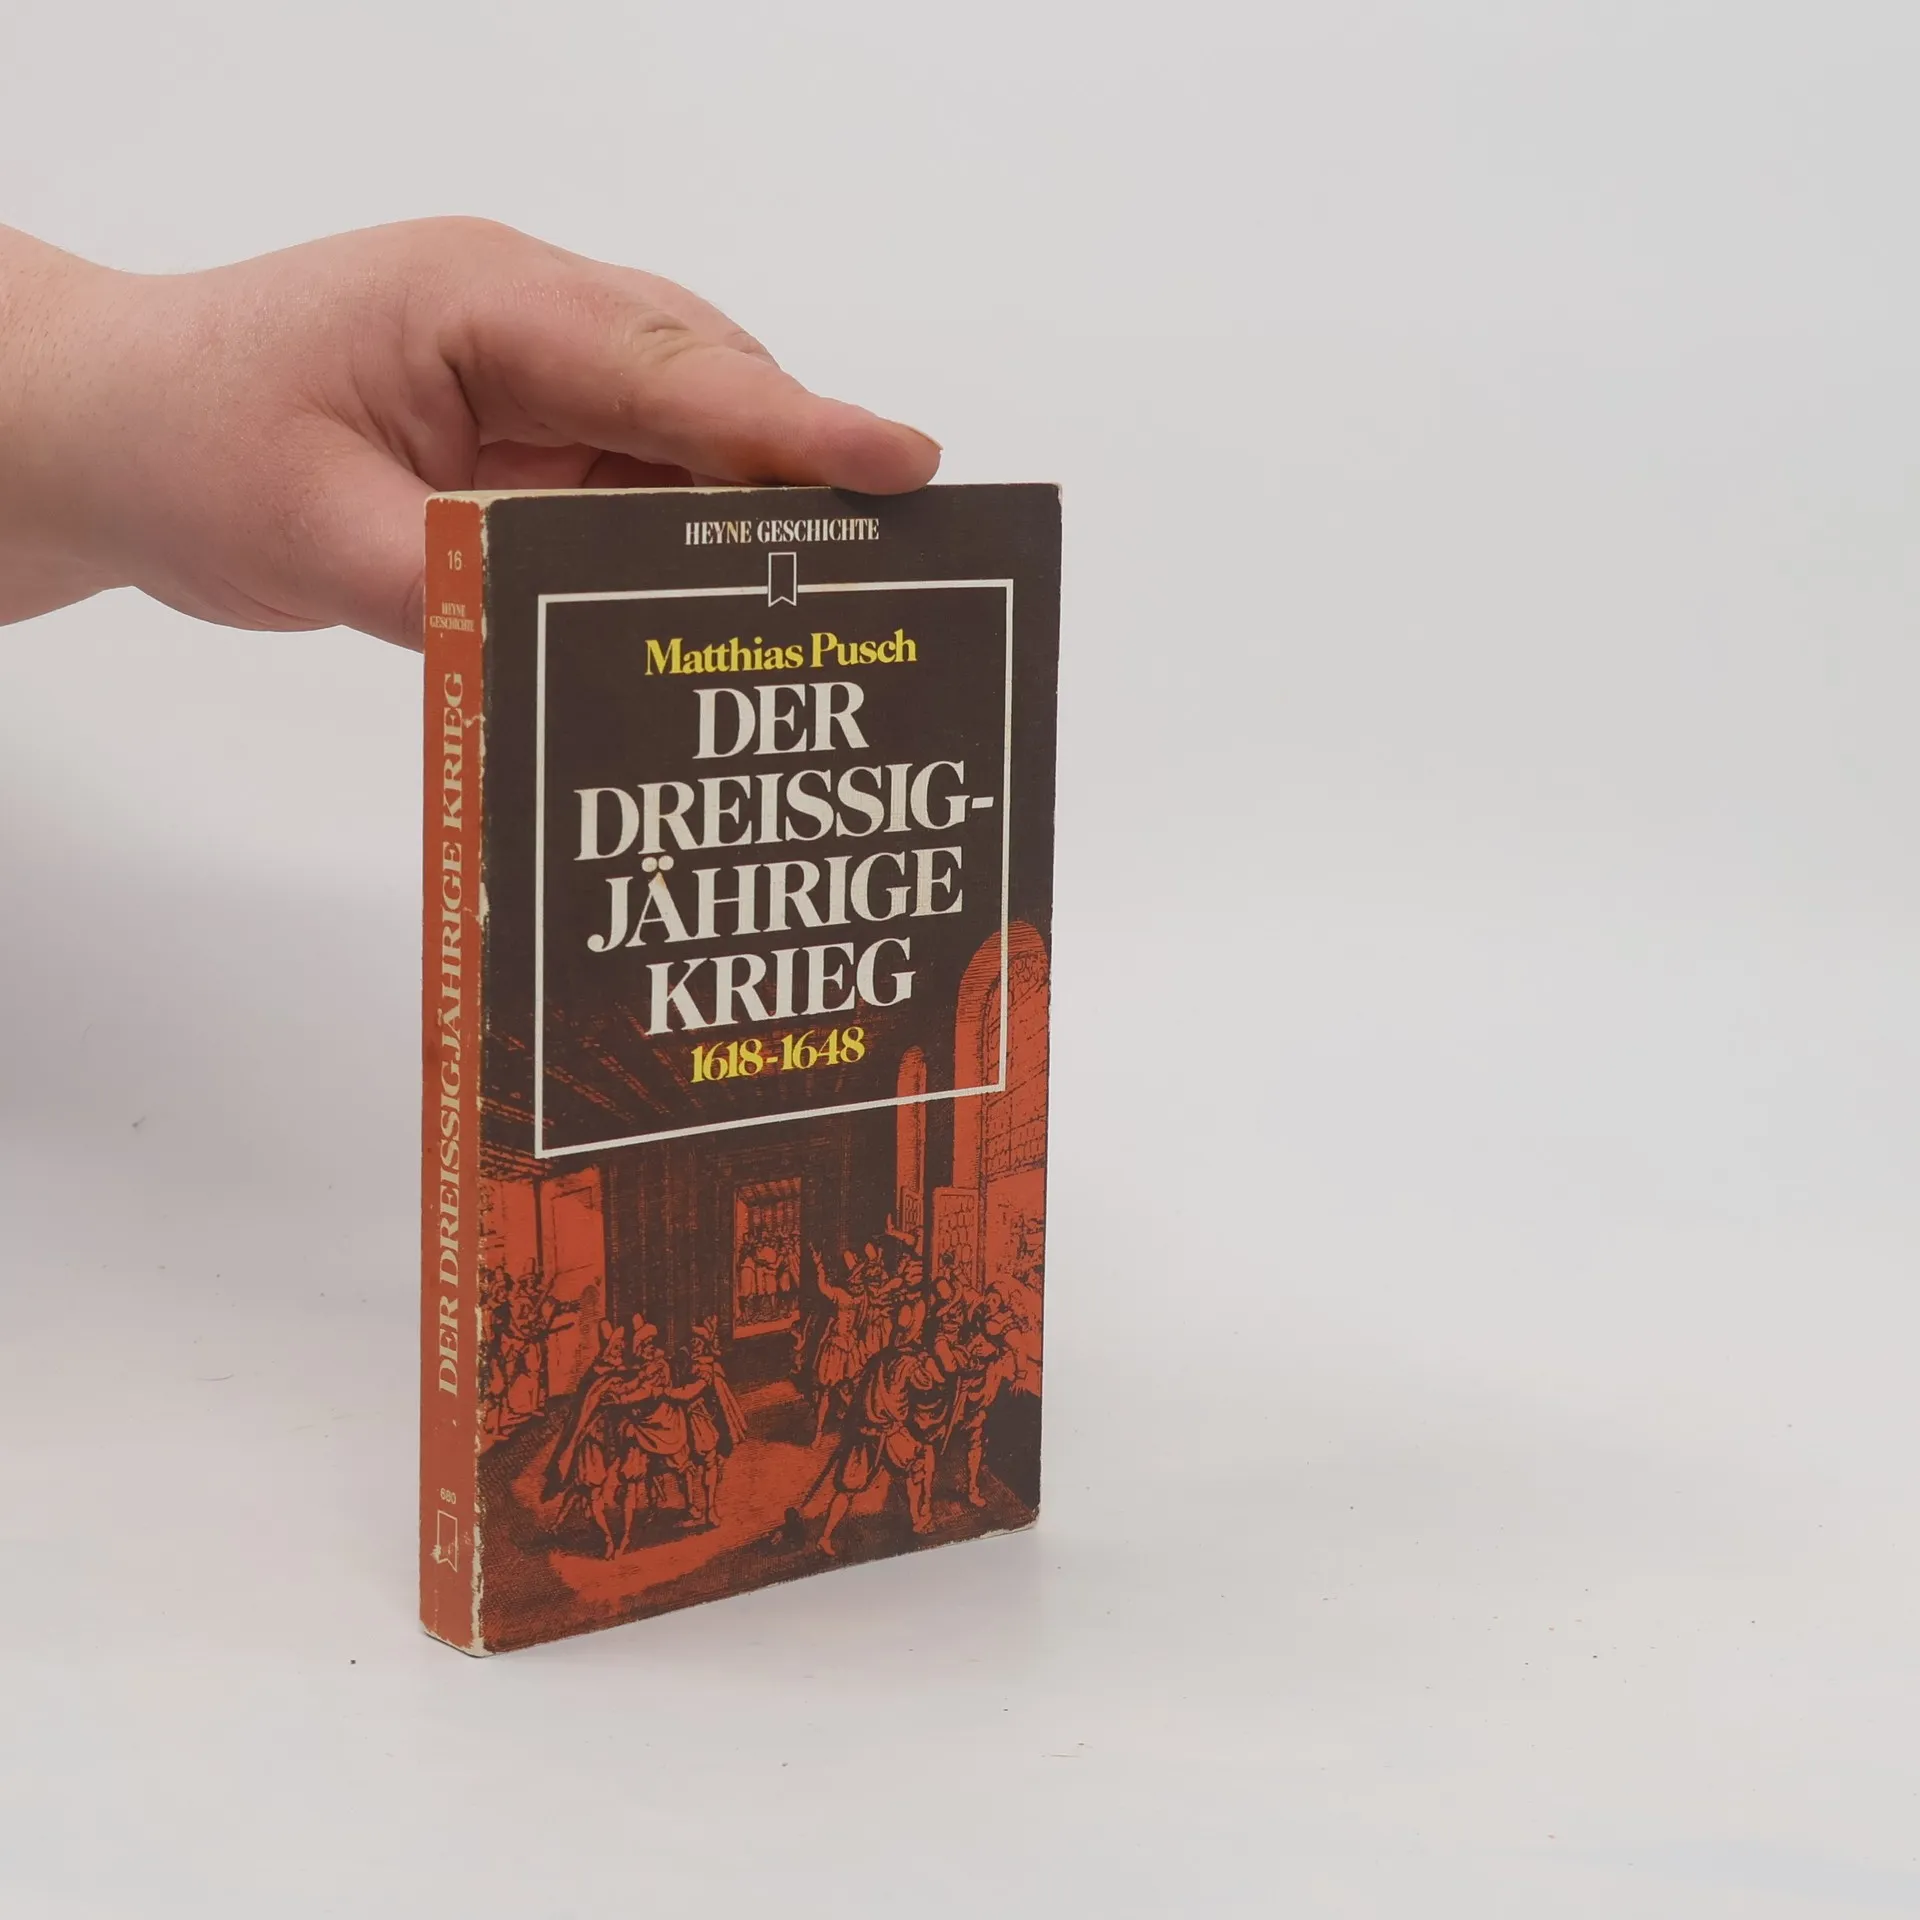 16
HEYNE
GESCHICHTE
DER DREISSIGJÄHRIGE KRIEG
680
HEYNE GESCHICHTE
Matthias Pusch
DER
DREISSIG-
JÄHRIGE
KRIEG
1618-1648